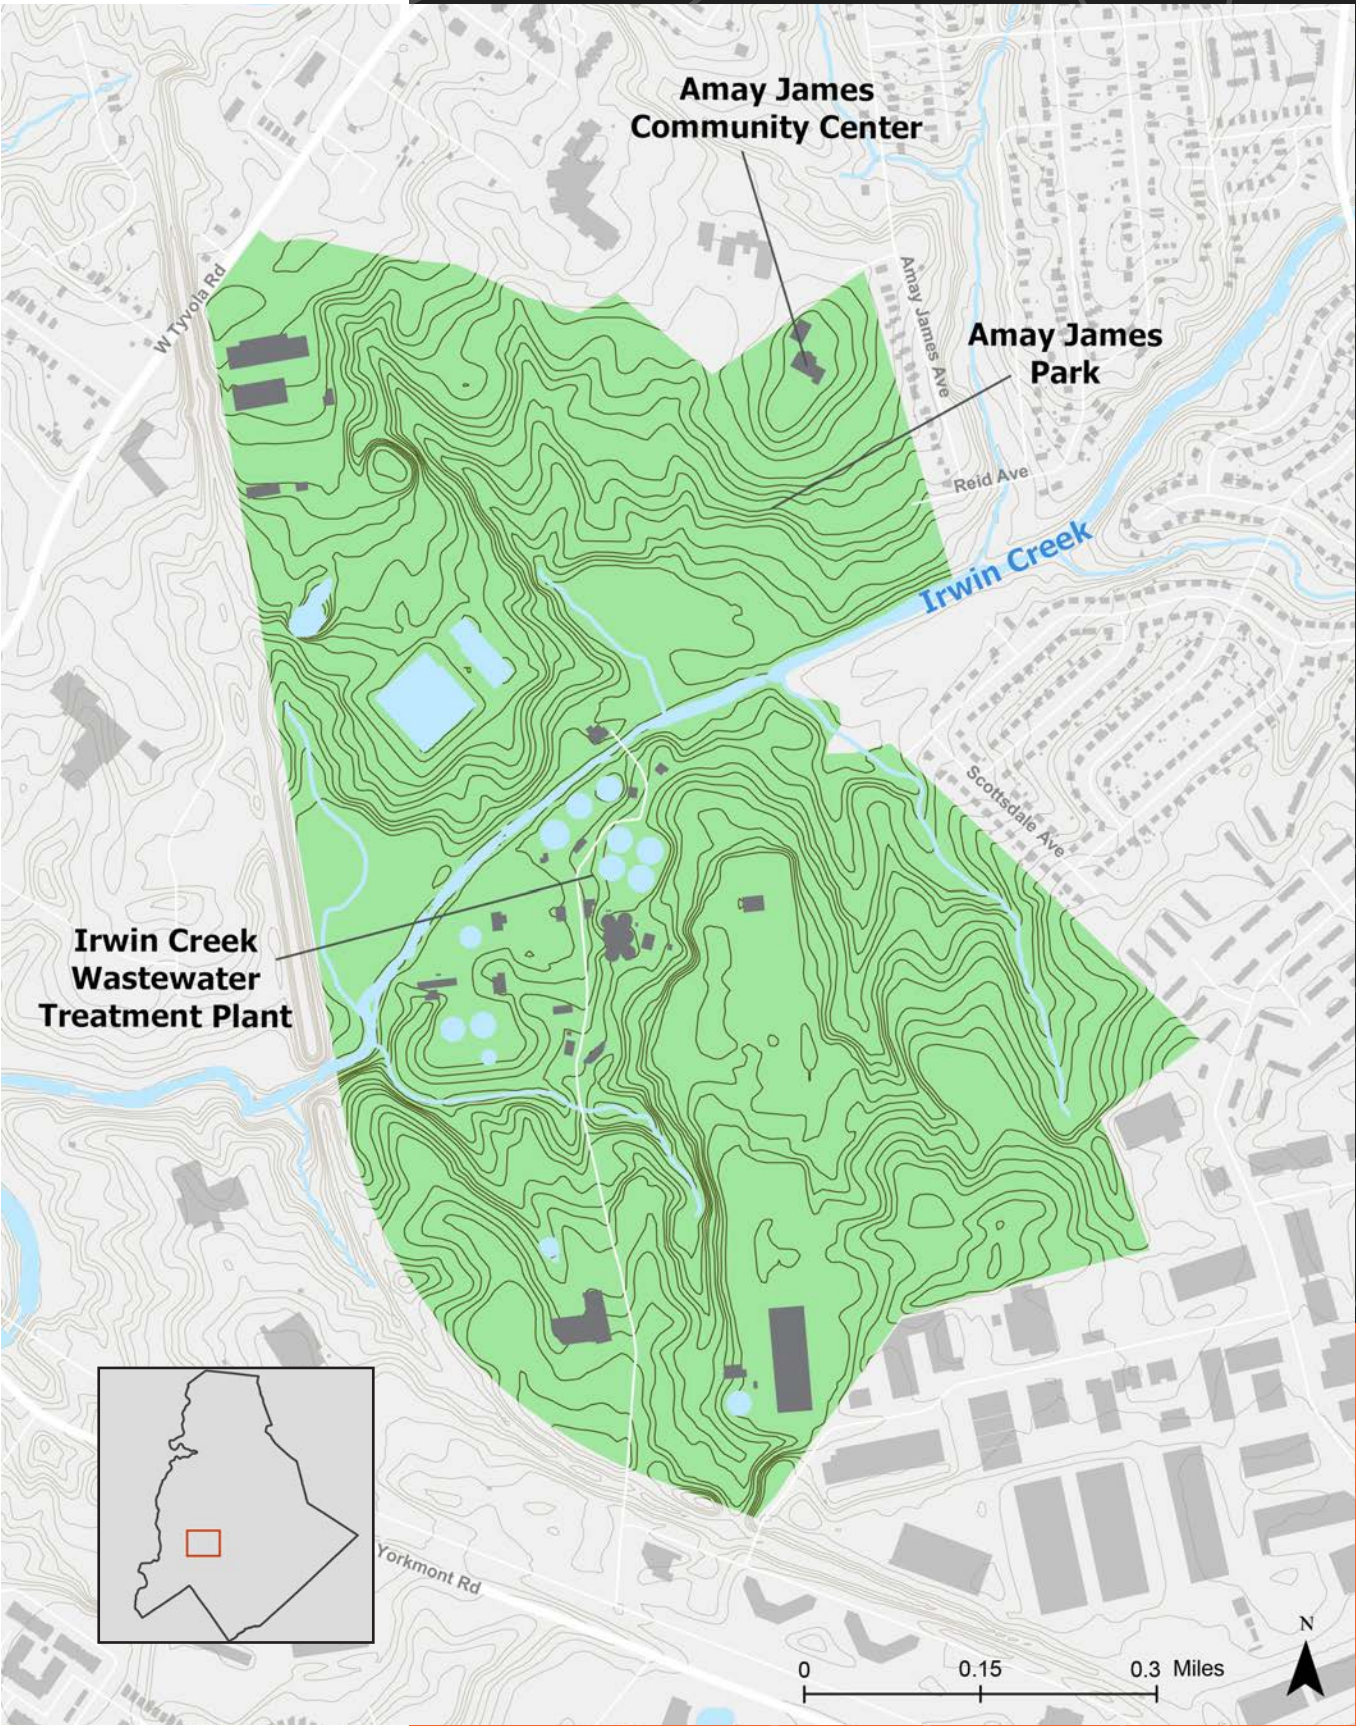 Amay James
Community Center
W Tyvola Rd
Amay James Ave
Amay James
Park
Reid Ave
Irwin Creek
Scottsdale Ave
Irwin Creek
Wastewater
Treatment Plant
Yorkmont Rd
N
0 0.15 0.3 Miles